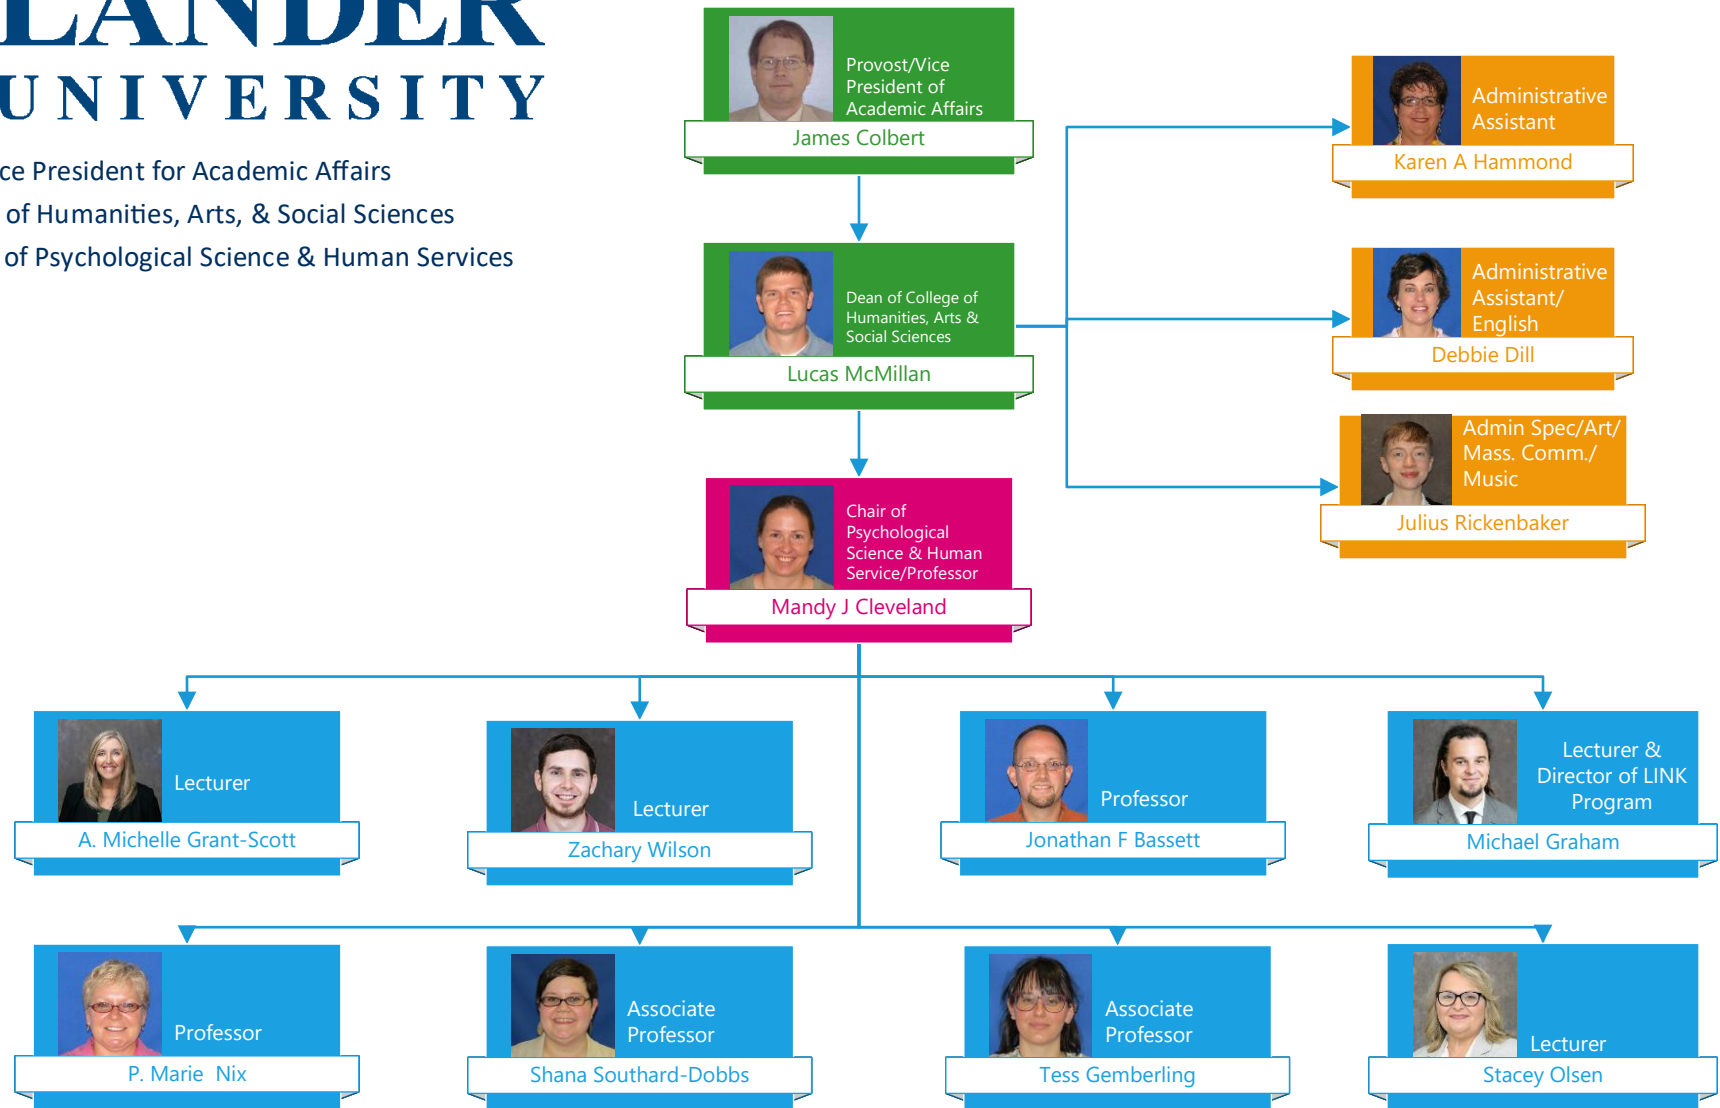 LANDER
UNIVERSITY
ce President for Academic Affairs
of Humanities, Arts, & Social Sciences
of Psychological Science & Human Services
Provost/Vice
President of
Academic Affairs
James Colbert
Administrative
Assistant
Karen A Hammond
Dean of College of
Humanities, Arts &
Social Sciences
Lucas McMillan
Administrative
Assistant/
English
Debbie Dill
Admin Spec/Art/
Mass. Comm./
Music
Julius Rickenbaker
Chair of
Psychological
Science & Human
Service/Professor
Mandy J Cleveland
Lecturer
A. Michelle Grant-Scott
Lecturer
Zachary Wilson
Professor
Jonathan F Bassett
Lecturer &
Director of LINK
Program
Michael Graham
Professor
P. Marie  Nix
Associate
Professor
Shana Southard-Dobbs
Associate
Professor
Tess Gemberling
Lecturer
Stacey Olsen